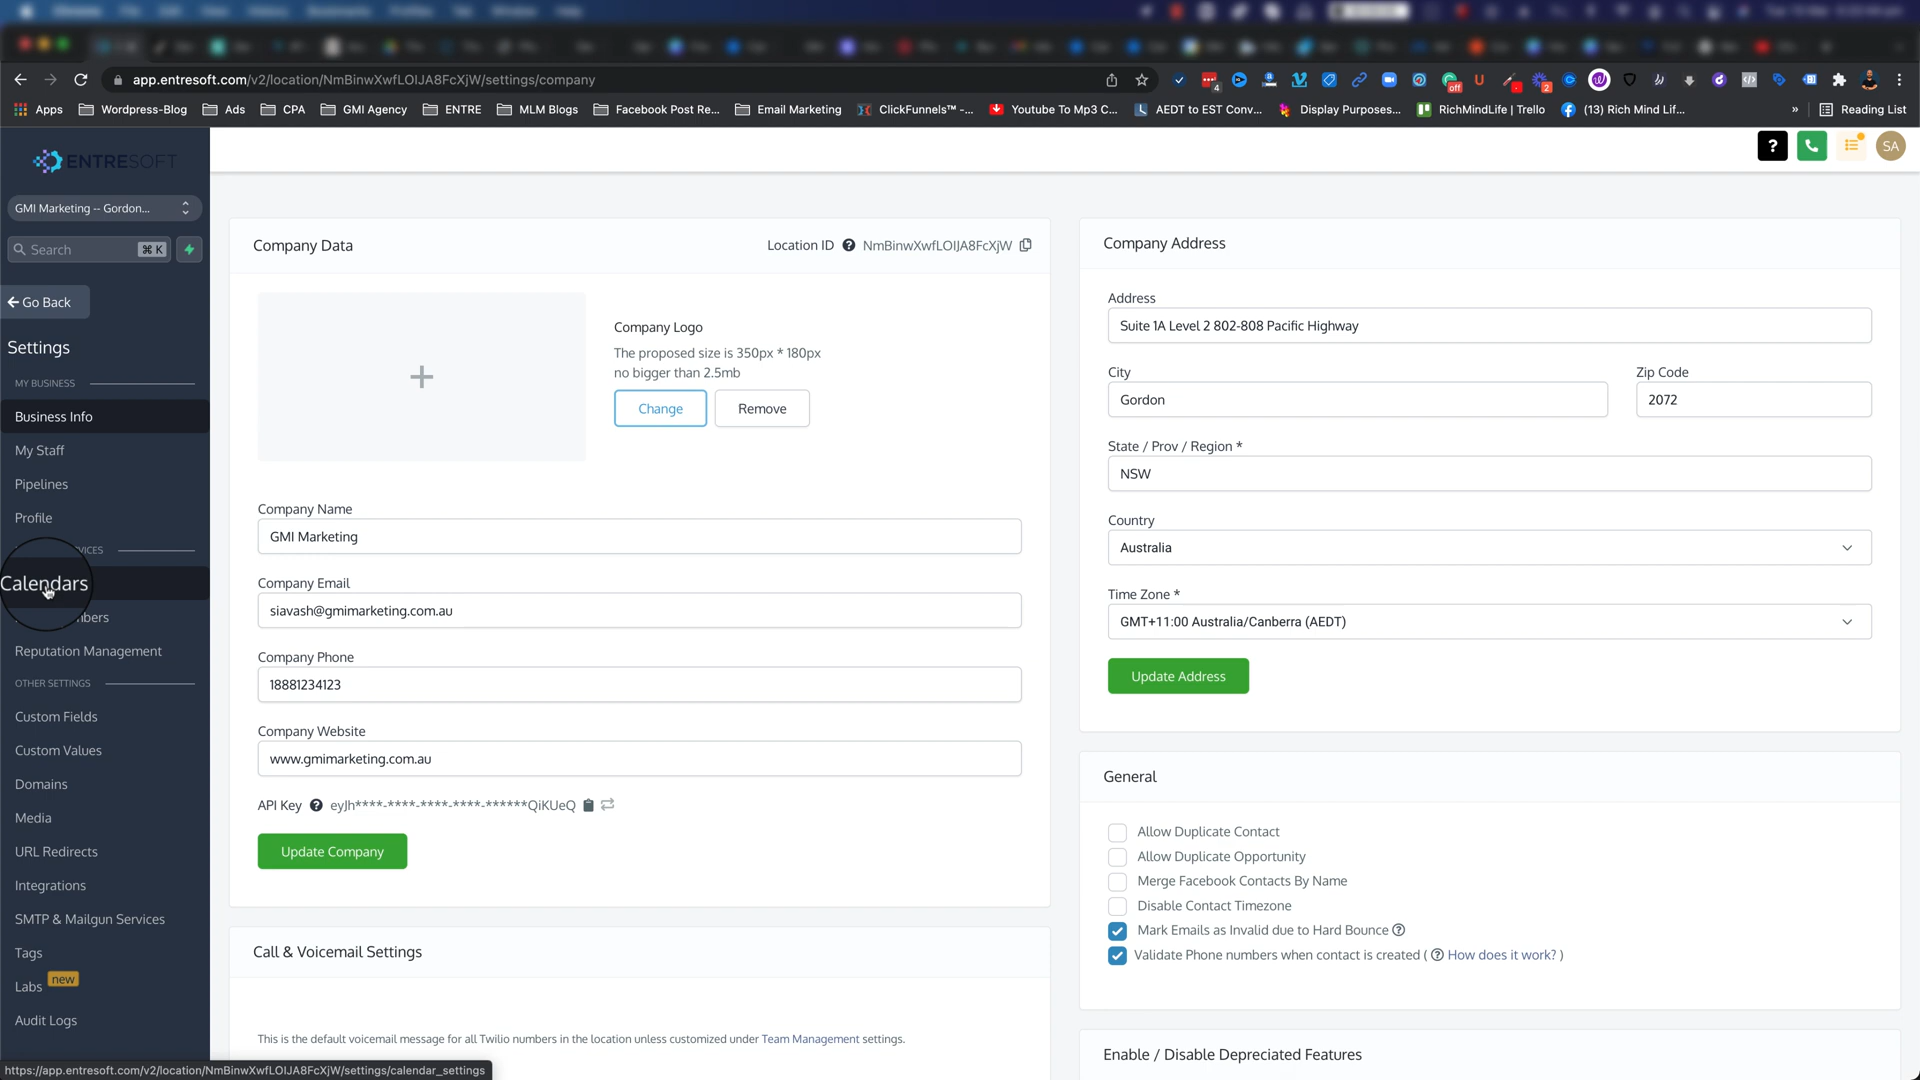 app.entresoft.com/v2/location/NmBinwXwfLOIJA8FcXjW/settings/company
Apps
Wordpress-Blog
Ads
CPA
GMI Agency
ENTRE
MLM Blogs
Facebook Post Re...
Email Marketing
ClickFunnels™ -...
Youtube To Mp3 C...
AEDT to EST Conv...
Display Purposes...
RichMindLife | Trello
(13) Rich Mind Lif...
»
Reading List
ENTRESOFT
?
SA
GMI Marketing -- Gordon...
Search
⌘ K
Go Back
Settings
MY BUSINESS
Business Info
My Staff
Pipelines
Profile
Calendars
Reputation Management
OTHER SETTINGS
Custom Fields
Custom Values
Domains
Media
URL Redirects
Integrations
SMTP & Mailgun Services
Tags
Labs new
Audit Logs
Company Data
Location ID NmBinwXwfLOIJA8FcXjW
Company Logo
The proposed size is 350px * 180px
no bigger than 2.5mb
Change
Remove
Company Name
GMI Marketing
Company Email
siavash@gmimarketing.com.au
Company Phone
18881234123
Company Website
www.gmimarketing.com.au
API Key eyJh****-****-****-****-******QiKUeQ
Update Company
Call & Voicemail Settings
This is the default voicemail message for all Twilio numbers in the location unless customized under Team Management settings.
Company Address
Address
Suite 1A Level 2 802-808 Pacific Highway
City
Gordon
Zip Code
2072
State / Prov / Region *
NSW
Country
Australia
Time Zone *
GMT+11:00 Australia/Canberra (AEDT)
Update Address
General
Allow Duplicate Contact
Allow Duplicate Opportunity
Merge Facebook Contacts By Name
Disable Contact Timezone
Mark Emails as Invalid due to Hard Bounce
Validate Phone numbers when contact is created ( How does it work? )
Enable / Disable Depreciated Features
https://app.entresoft.com/v2/location/NmBinwXwfLOIJA8FcXjW/settings/calendar_settings